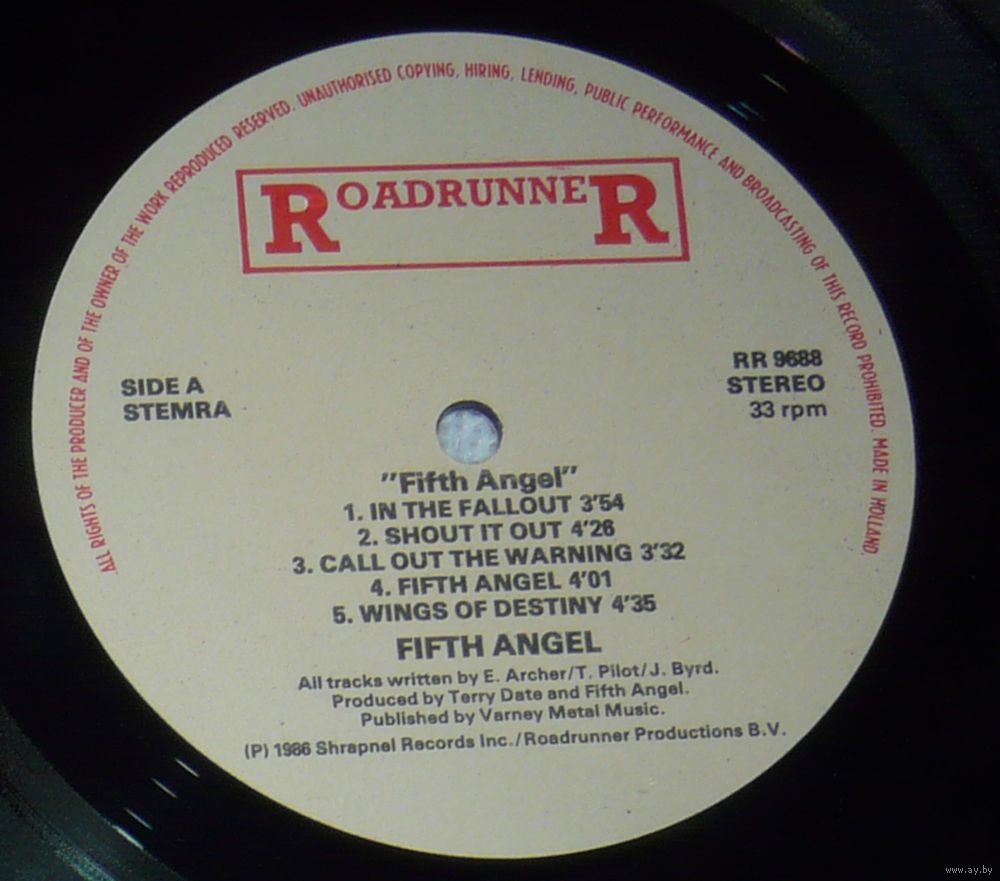 ALL RIGHTS OF THE PRODUCER AND OF THE OWNER OF THE WORK REPRODUCED RESERVED. UNAUTHORISED COPYING, HIRING, LENDING, PUBLIC PERFORMANCE AND BROADCASTING OF THIS RECORD PROHIBITED. MADE IN HOLLAND.
ROADRUNNER
SIDE A
STEMRA
RR 9688
STEREO
33 rpm
"Fifth Angel"
1. IN THE FALLOUT 3'54
2. SHOUT IT OUT 4'26
3. CALL OUT THE WARNING 3'32
4. FIFTH ANGEL 4'01
5. WINGS OF DESTINY 4'35
FIFTH ANGEL
All tracks written by E. Archer/T. Pilot/J. Byrd.
Produced by Terry Date and Fifth Angel.
Published by Varney Metal Music.
(P) 1986 Shrapnel Records Inc./Roadrunner Productions B.V.
www.ay.by